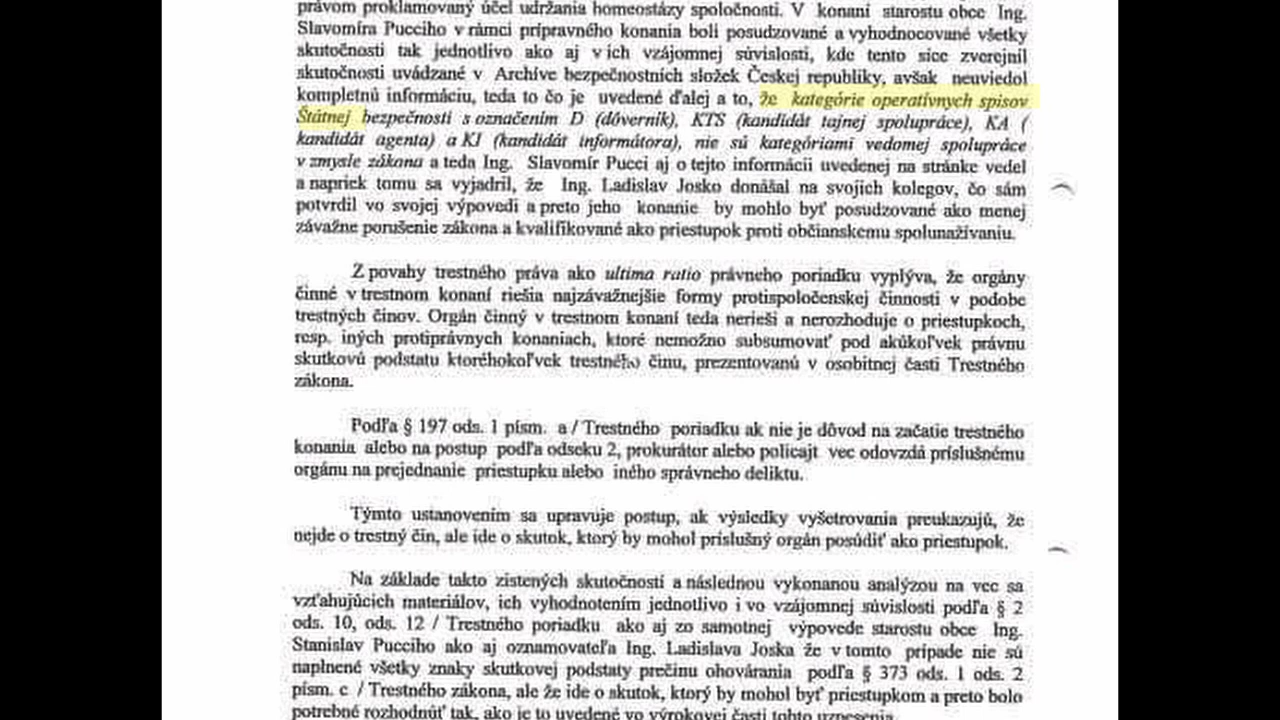 právom proklamovaný účel udržania homeostázy spoločnosti. V konaní starostu obce Ing.
Slavomíra Pucciho v rámci prípravného konania boli posudzované a vyhodnocované všetky
skutočnosti tak jednotlivo ako aj v ich vzájomnej súvislosti, kde tento síce zverejnil
skutočnosti uvádzané v Archíve bezpečnostních složek Českej republiky, avšak neuviedol
kompletnú informáciu, teda to čo je uvedené ďalej a to, že kategórie operatívnych spisov
Štátnej bezpečnosti s označením D (dôverník), KTS (kandidát tajnej spolupráce), KA (
kandidát agenta) a KI (kandidát informátora), nie sú kategóriami vedomej spolupráce
v zmysle zákona a teda Ing. Slavomír Pucci aj o tejto informácii uvedenej na stránke vedel
a napriek tomu sa vyjadril, že Ing. Ladislav Josko donášal na svojich kolegov, čo sám
potvrdil vo svojej výpovedi a preto jeho konanie by mohlo byť posudzované ako menej
závažne porušenie zákona a kvalifikované ako priestupok proti občianskemu spolunažívaniu.
Z povahy trestného práva ako ultima ratio právneho poriadku vyplýva, že orgány
činné v trestnom konaní riešia najzávažnejšie formy protispoločenskej činnosti v podobe
trestných činov. Orgán činný v trestnom konaní teda nerieši a nerozhoduje o priestupkoch,
resp. iných protiprávnych konaniach, ktoré nemožno subsumovať pod akúkoľvek právnu
skutkovú podstatu ktoréhokoľvek trestného činu, prezentovanú v osobitnej časti Trestného
zákona.
Podľa § 197 ods. 1 písm. a / Trestného poriadku ak nie je dôvod na začatie trestného
konania alebo na postup podľa odseku 2, prokurátor alebo policajt vec odovzdá príslušnému
orgánu na prejednanie priestupku alebo iného správneho deliktu.
Týmto ustanovením sa upravuje postup, ak výsledky vyšetrovania preukazujú, že
nejde o trestný čin, ale ide o skutok, ktorý by mohol príslušný orgán posúdiť ako priestupok.
Na základe takto zistených skutočností a následnou vykonanou analýzou na vec sa
vzťahujúcich materiálov, ich vyhodnotením jednotlivo i vo vzájomnej súvislosti podľa § 2
ods. 10, ods. 12 / Trestného poriadku ako aj zo samotnej výpovede starostu obce Ing.
Stanislav Pucciho ako aj oznamovateľa Ing. Ladislava Joska že v tomto prípade nie sú
naplnené všetky znaky skutkovej podstaty prečinu ohovárania podľa § 373 ods. 1 ods. 2
písm. c / Trestného zákona, ale že ide o skutok, ktorý by mohol byť priestupkom a preto bolo
potrebné rozhodnúť tak, ako je to uvedené vo výrokovej časti tohto uznesenia.